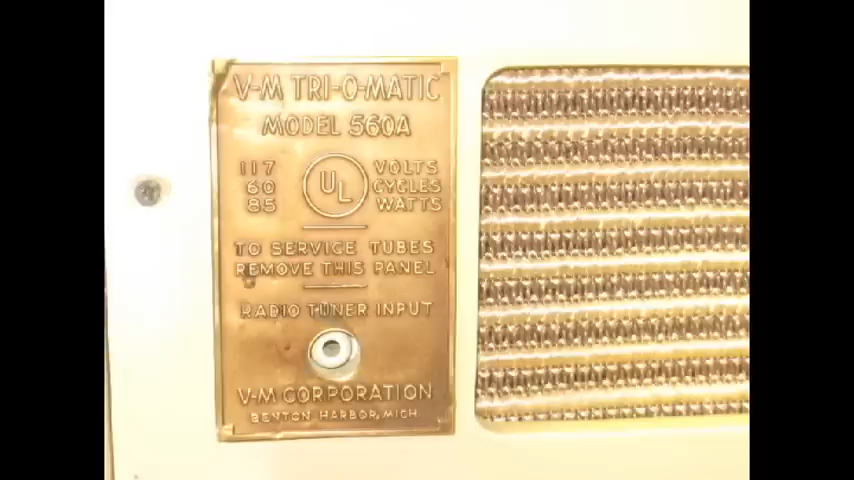 V-M TRI-O-MATIC
MODEL 560A
117 VOLTS
60 UL CYCLES
85 WATTS
TO SERVICE TUBES
REMOVE THIS PANEL
RADIO TUNER INPUT
V-M CORPORATION
BENTON HARBOR, MICH.